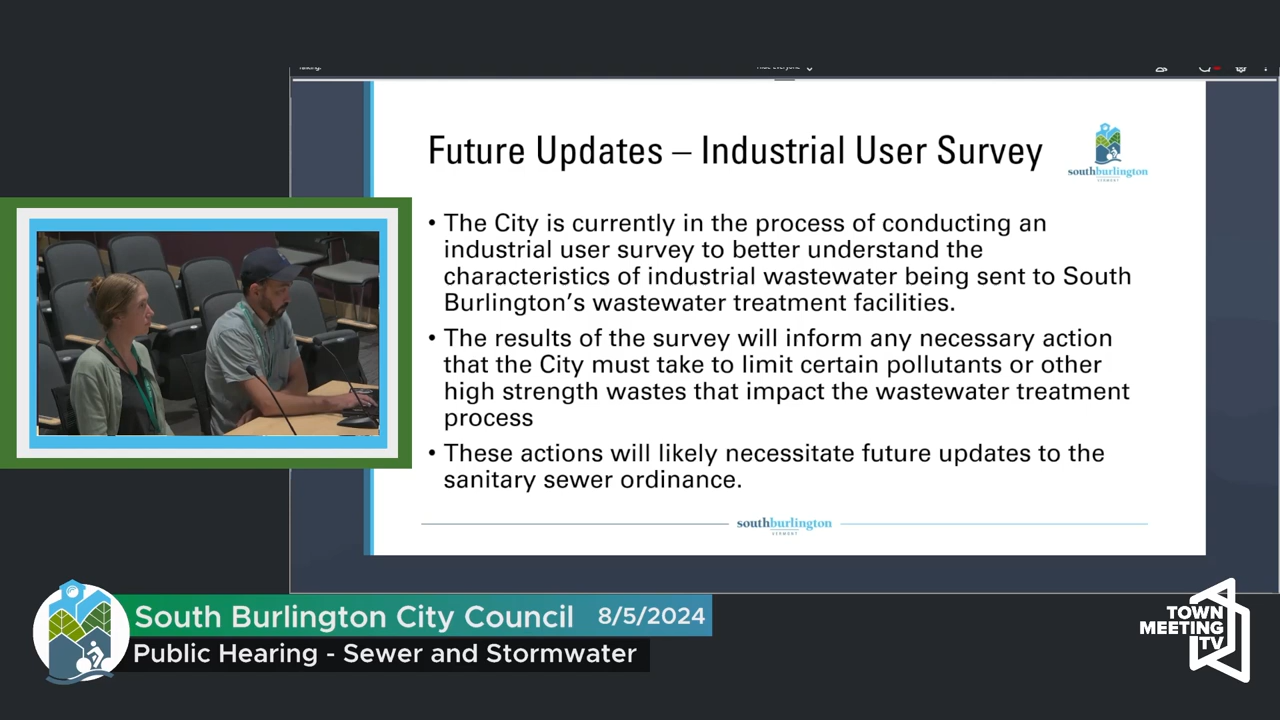 Future Updates – Industrial User Survey
southburlington
VERMONT
• The City is currently in the process of conducting an
industrial user survey to better understand the
characteristics of industrial wastewater being sent to South
Burlington's wastewater treatment facilities.
• The results of the survey will inform any necessary action
that the City must take to limit certain pollutants or other
high strength wastes that impact the wastewater treatment
process
• These actions will likely necessitate future updates to the
sanitary sewer ordinance.
southburlington
VERMONT
South Burlington City Council 8/5/2024
Public Hearing - Sewer and Stormwater
TOWN
MEETING
TV